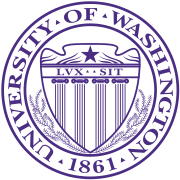 UNIVERSITY · OF · WASHINGTON
LVX · · SIT
· 1861 ·